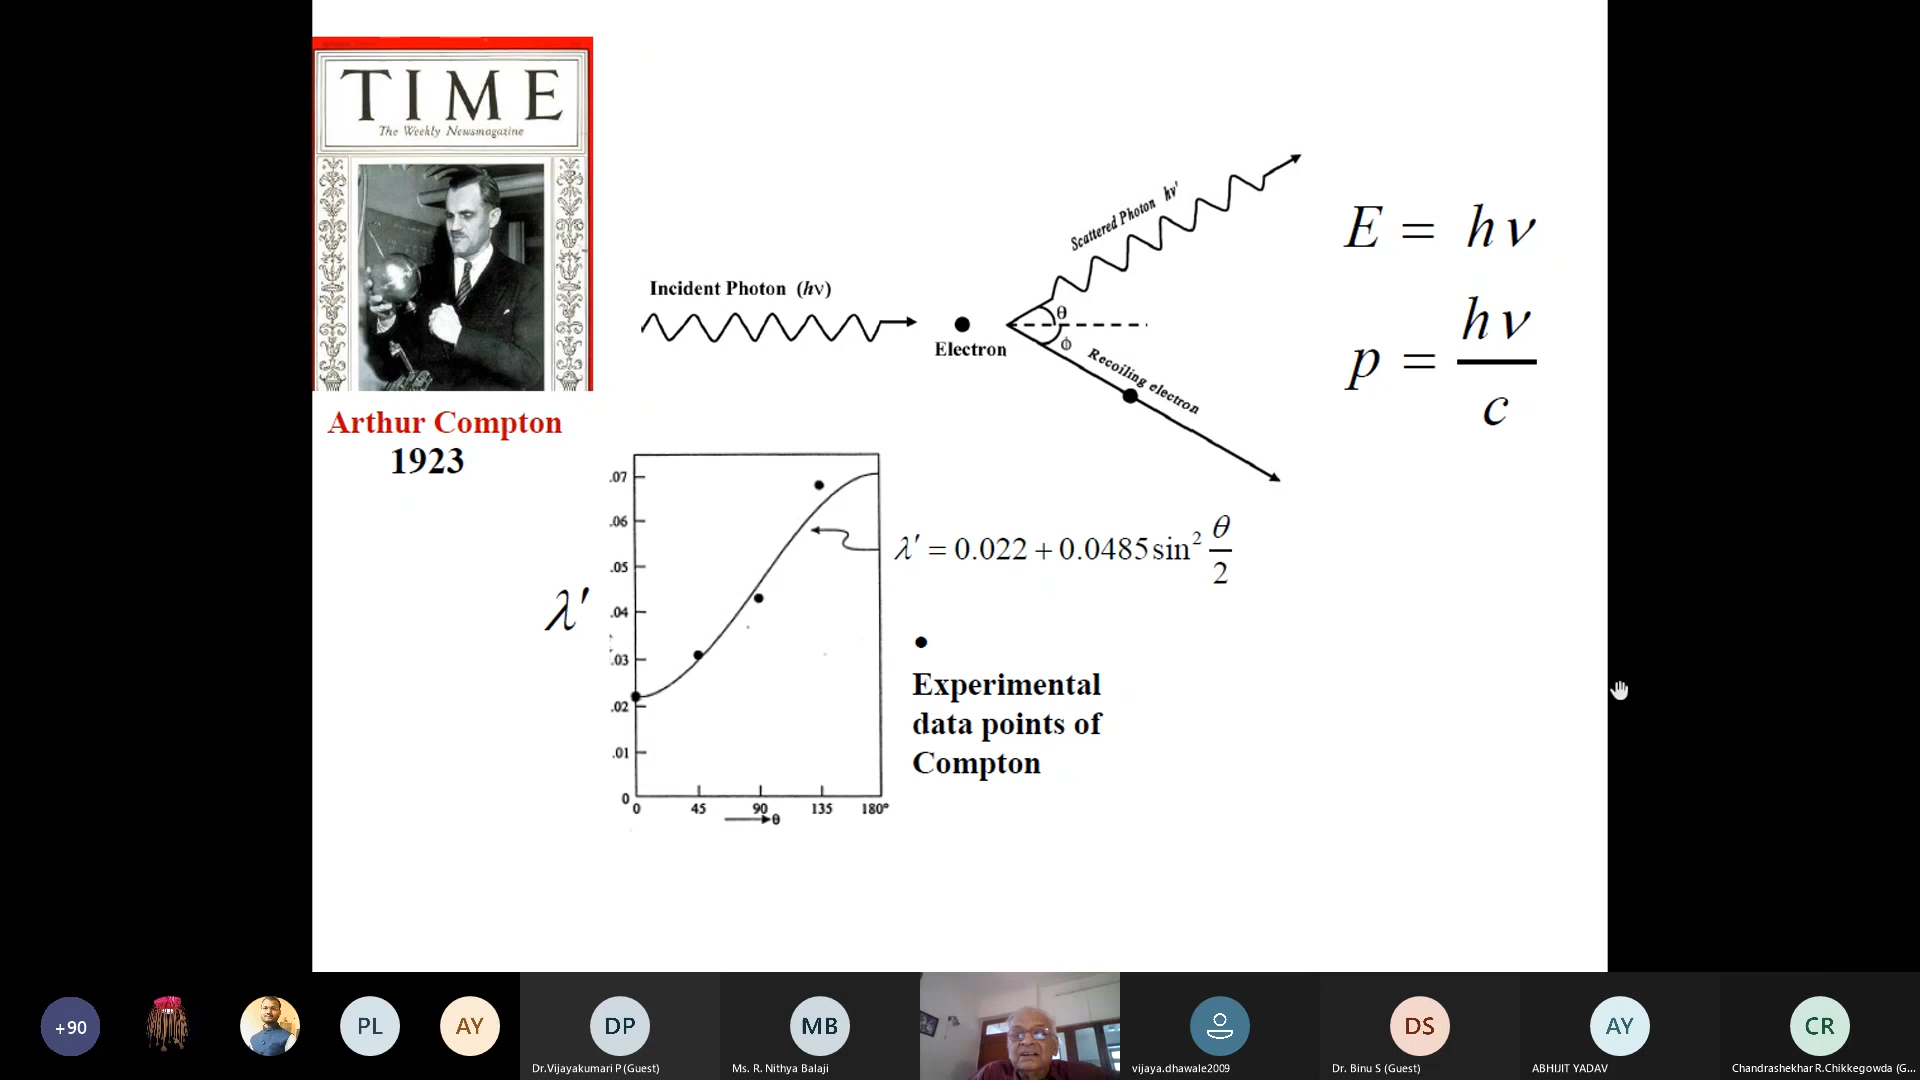 TIME
The Weekly Newsmagazine
Arthur Compton
1923
Incident Photon (hν)
Electron
Scattered Photon hν'
θ
ϕ
Recoiling electron
E = hν
p = hν / c
λ'
.07
.06
.05
.04
.03
.02
.01
0
0 45 90 135 180°
θ
λ' = 0.022 + 0.0485 sin² θ/2
Experimental
data points of
Compton
+90
PL
AY
DP
Dr.Vijayakumari P (Guest)
MB
Ms. R. Nithya Balaji
vijaya.dhawale2009
DS
Dr. Binu S (Guest)
AY
ABHIJIT YADAV
CR
Chandrashekhar R.Chikkegowda (G...